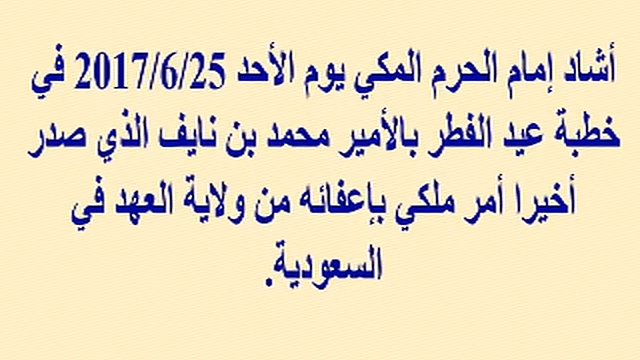 أشاد إمام الحرم المكي يوم الأحد 2017/6/25 في
خطبة عيد الفطر بالأمير محمد بن نايف الذي صدر
أخيرا أمر ملكي بإعفائه من ولاية العهد في
السعودية.